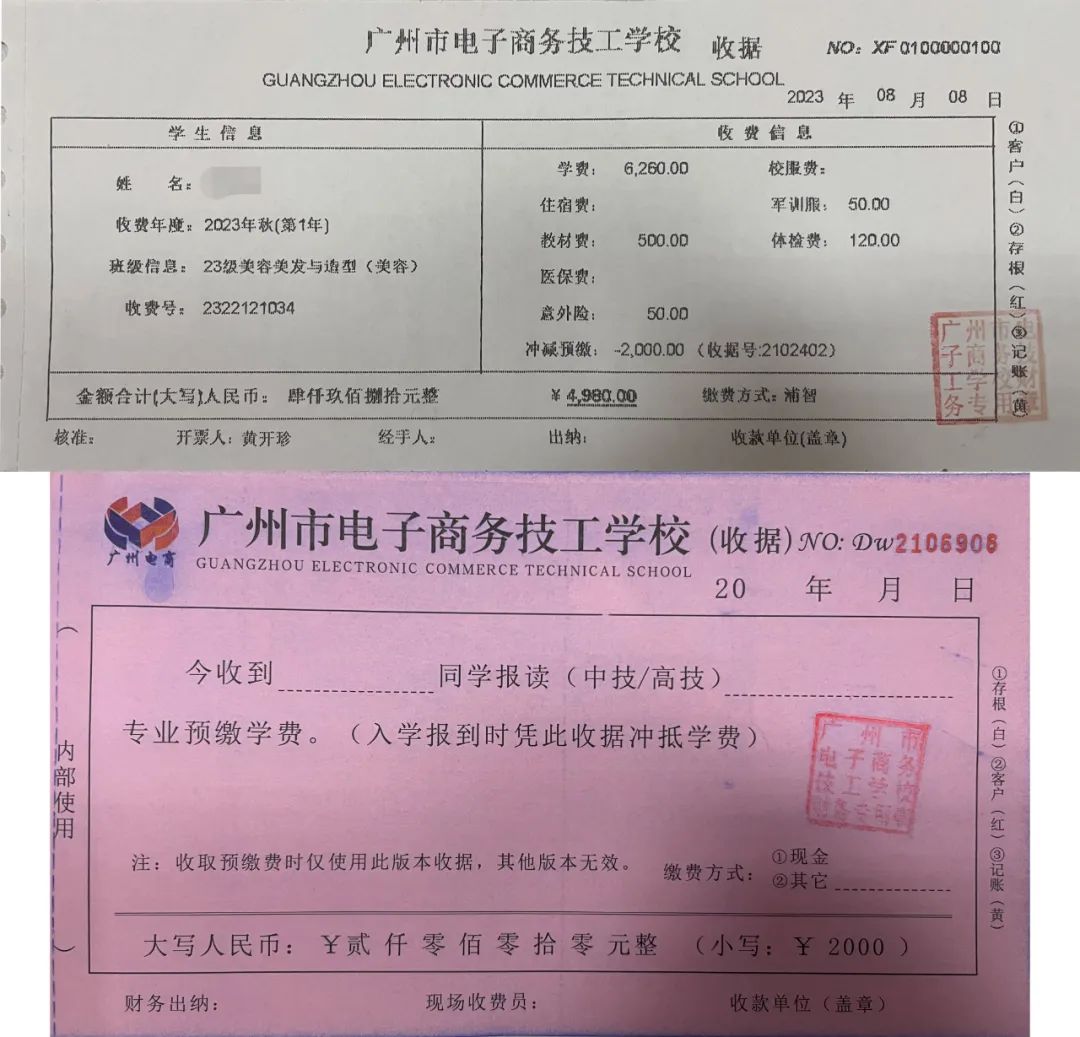 广州市电子商务技工学校 收据 NO: XF0100000100
GUANGZHOU ELECTRONIC COMMERCE TECHNICAL SCHOOL
2023 年 08 月 08 日
学生信息 收费信息
姓 名:
收费年度: 2023年秋(第1年)
班级信息: 23级美容美发与造型(美容)
收费号: 2322121034
学费: 6,260.00 校服费:
住宿费: 军训服: 50.00
教材费: 500.00 体检费: 120.00
医保费:
意外险: 50.00
冲减预缴: -2,000.00(收据号:2102402)
金额合计(大写)人民币: 肆仟玖佰捌拾元整 ¥ 4,980.00 缴费方式: 浦智
核准: 开票人: 黄开珍 经手人: 出纳: 收款单位(盖章)
①客户(白)②存根(红)③记账(黄)
广州市电
子商务技
工学校财
务专用章
广州电商
广州市电子商务技工学校(收据)NO: Dw2106906
GUANGZHOU ELECTRONIC COMMERCE TECHNICAL SCHOOL
20 年 月 日
(内部使用)
今收到 同学报读(中技/高技)
专业预缴学费。(入学报到时凭此收据冲抵学费)
广州市
电子商务
技工学校
财务专用章
注: 收取预缴费时仅使用此版本收据,其他版本无效。 缴费方式: ①现金
②其它
大写人民币: ¥贰仟零佰零拾零元整 (小写: ¥ 2000 )
财务出纳: 现场收费员: 收款单位(盖章)
①存根(白)②客户(红)③记账(黄)